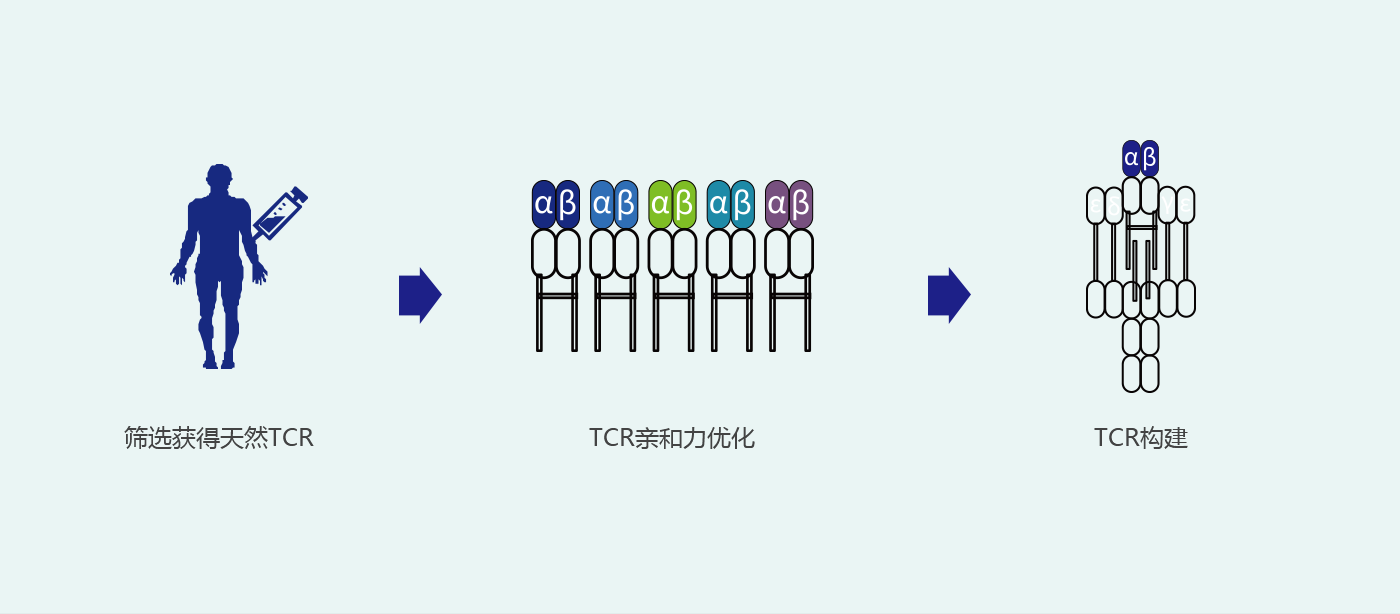 αβ αβ αβ αβ αβ
αβ
ε δ γ ε
筛选获得天然TCR
TCR亲和力优化
TCR构建